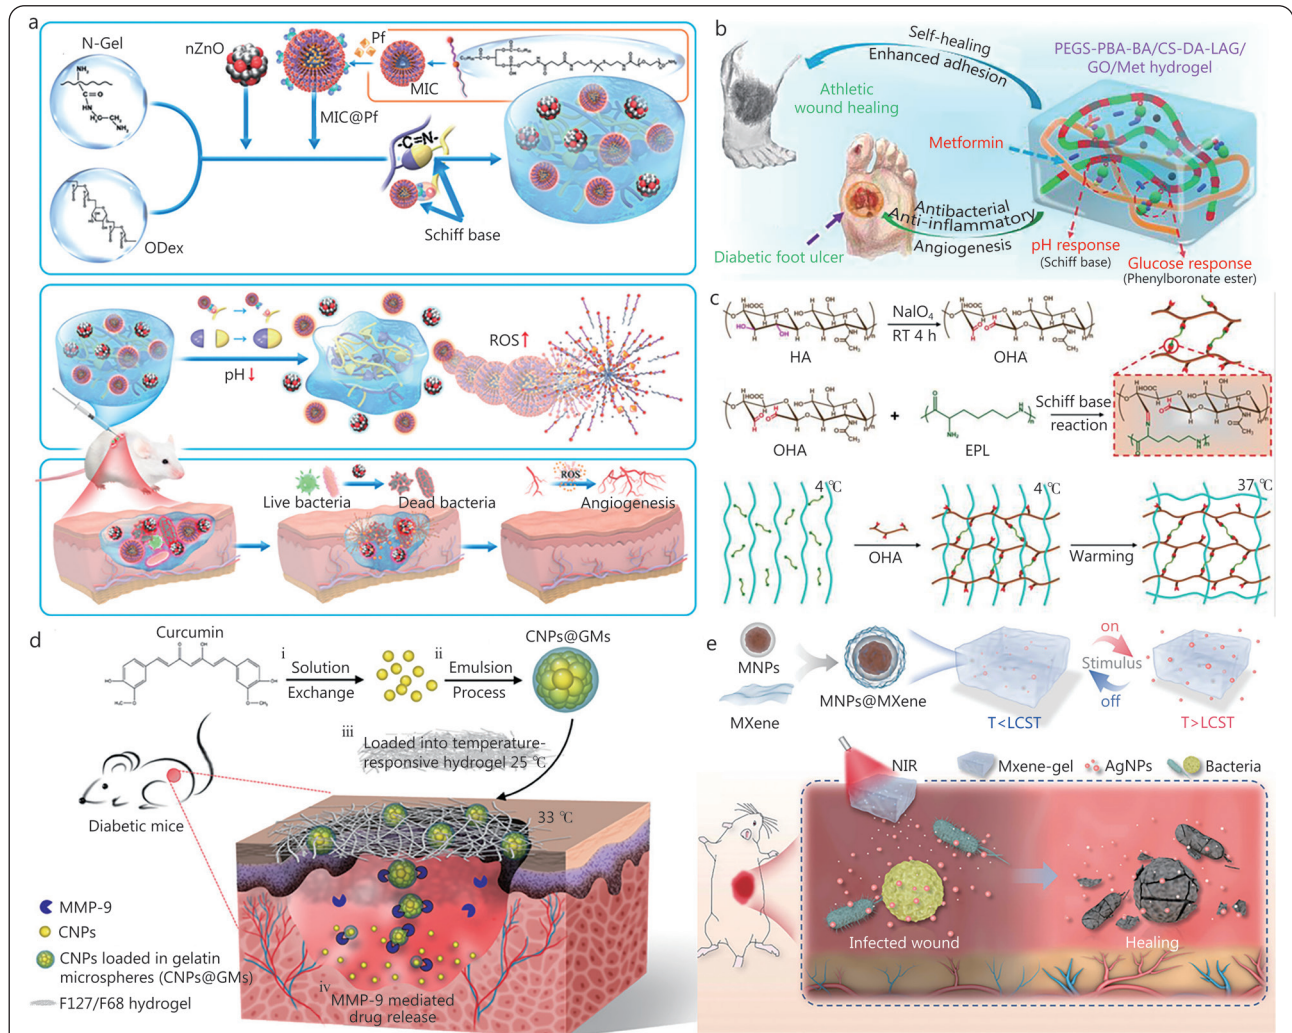 a
N-Gel
nZnO
Pf
MIC
MIC@Pf
-C=N-
ODex
Schiff base
pH↓
ROS↑
Live bacteria
Dead bacteria
ROS
Angiogenesis
b
Self-healing
Enhanced adhesion
PEGS-PBA-BA/CS-DA-LAG/
GO/Met hydrogel
Athletic
wound healing
Metformin
Antibacterial
Anti-inflammatory
Angiogenesis
Diabetic foot ulcer
pH response
(Schiff base)
Glucose response
(Phenylboronate ester)
c
HA
NaIO4
RT 4 h
OHA
OHA
+
EPL
Schiff base
reaction
4 ℃
OHA
4 ℃
Warming
37 ℃
d
Curcumin
i
Solution
Exchange
ii
Emulsion
Process
CNPs@GMs
iii
Loaded into temperature-
responsive hydrogel 25 ℃
Diabetic mice
33 ℃
MMP-9
CNPs
CNPs loaded in gelatin
microspheres (CNPs@GMs)
F127/F68 hydrogel
iv
MMP-9 mediated
drug release
e
MNPs
MXene
MNPs@MXene
T<LCST
on
Stimulus
off
T>LCST
NIR
Mxene-gel
AgNPs
Bacteria
Infected wound
Healing